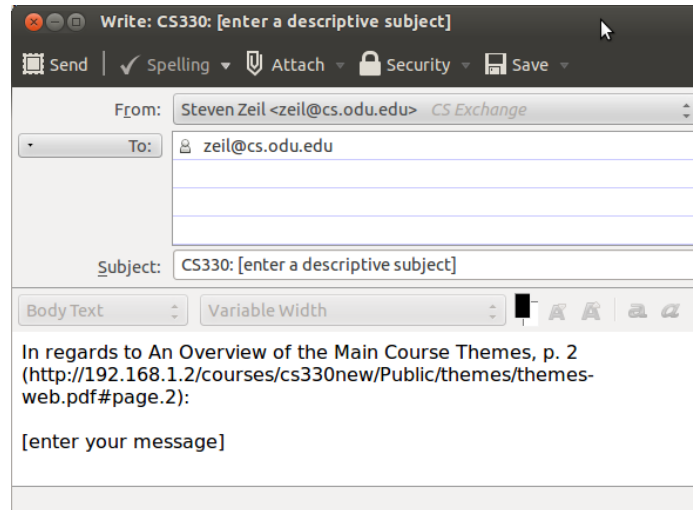 Write: CS330: [enter a descriptive subject]
Send Spelling Attach Security Save
From: Steven Zeil <zeil@cs.odu.edu> CS Exchange
To: zeil@cs.odu.edu
Subject: CS330: [enter a descriptive subject]
Body Text Variable Width A A a a
In regards to An Overview of the Main Course Themes, p. 2
(http://192.168.1.2/courses/cs330new/Public/themes/themes-
web.pdf#page.2):
[enter your message]